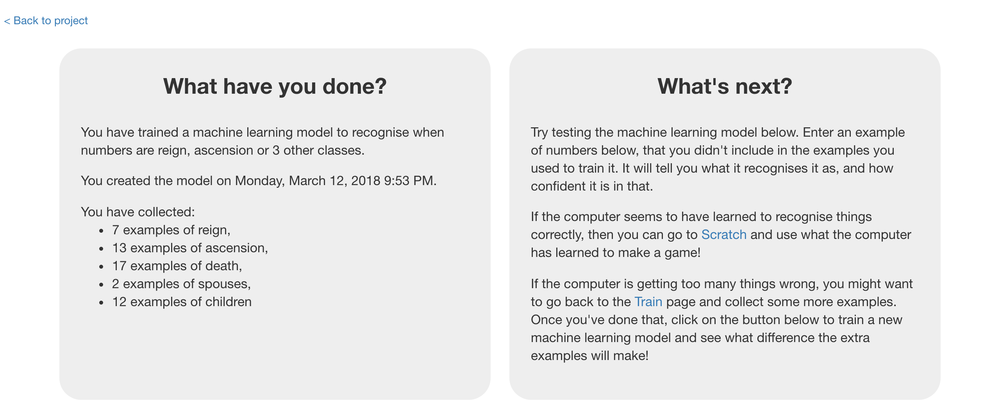 < Back to project
What have you done?
You have trained a machine learning model to recognise when
numbers are reign, ascension or 3 other classes.
You created the model on Monday, March 12, 2018 9:53 PM.
You have collected:
• 7 examples of reign,
• 13 examples of ascension,
• 17 examples of death,
• 2 examples of spouses,
• 12 examples of children
What's next?
Try testing the machine learning model below. Enter an example
of numbers below, that you didn't include in the examples you
used to train it. It will tell you what it recognises it as, and how
confident it is in that.
If the computer seems to have learned to recognise things
correctly, then you can go to Scratch and use what the computer
has learned to make a game!
If the computer is getting too many things wrong, you might want
to go back to the Train page and collect some more examples.
Once you've done that, click on the button below to train a new
machine learning model and see what difference the extra
examples will make!